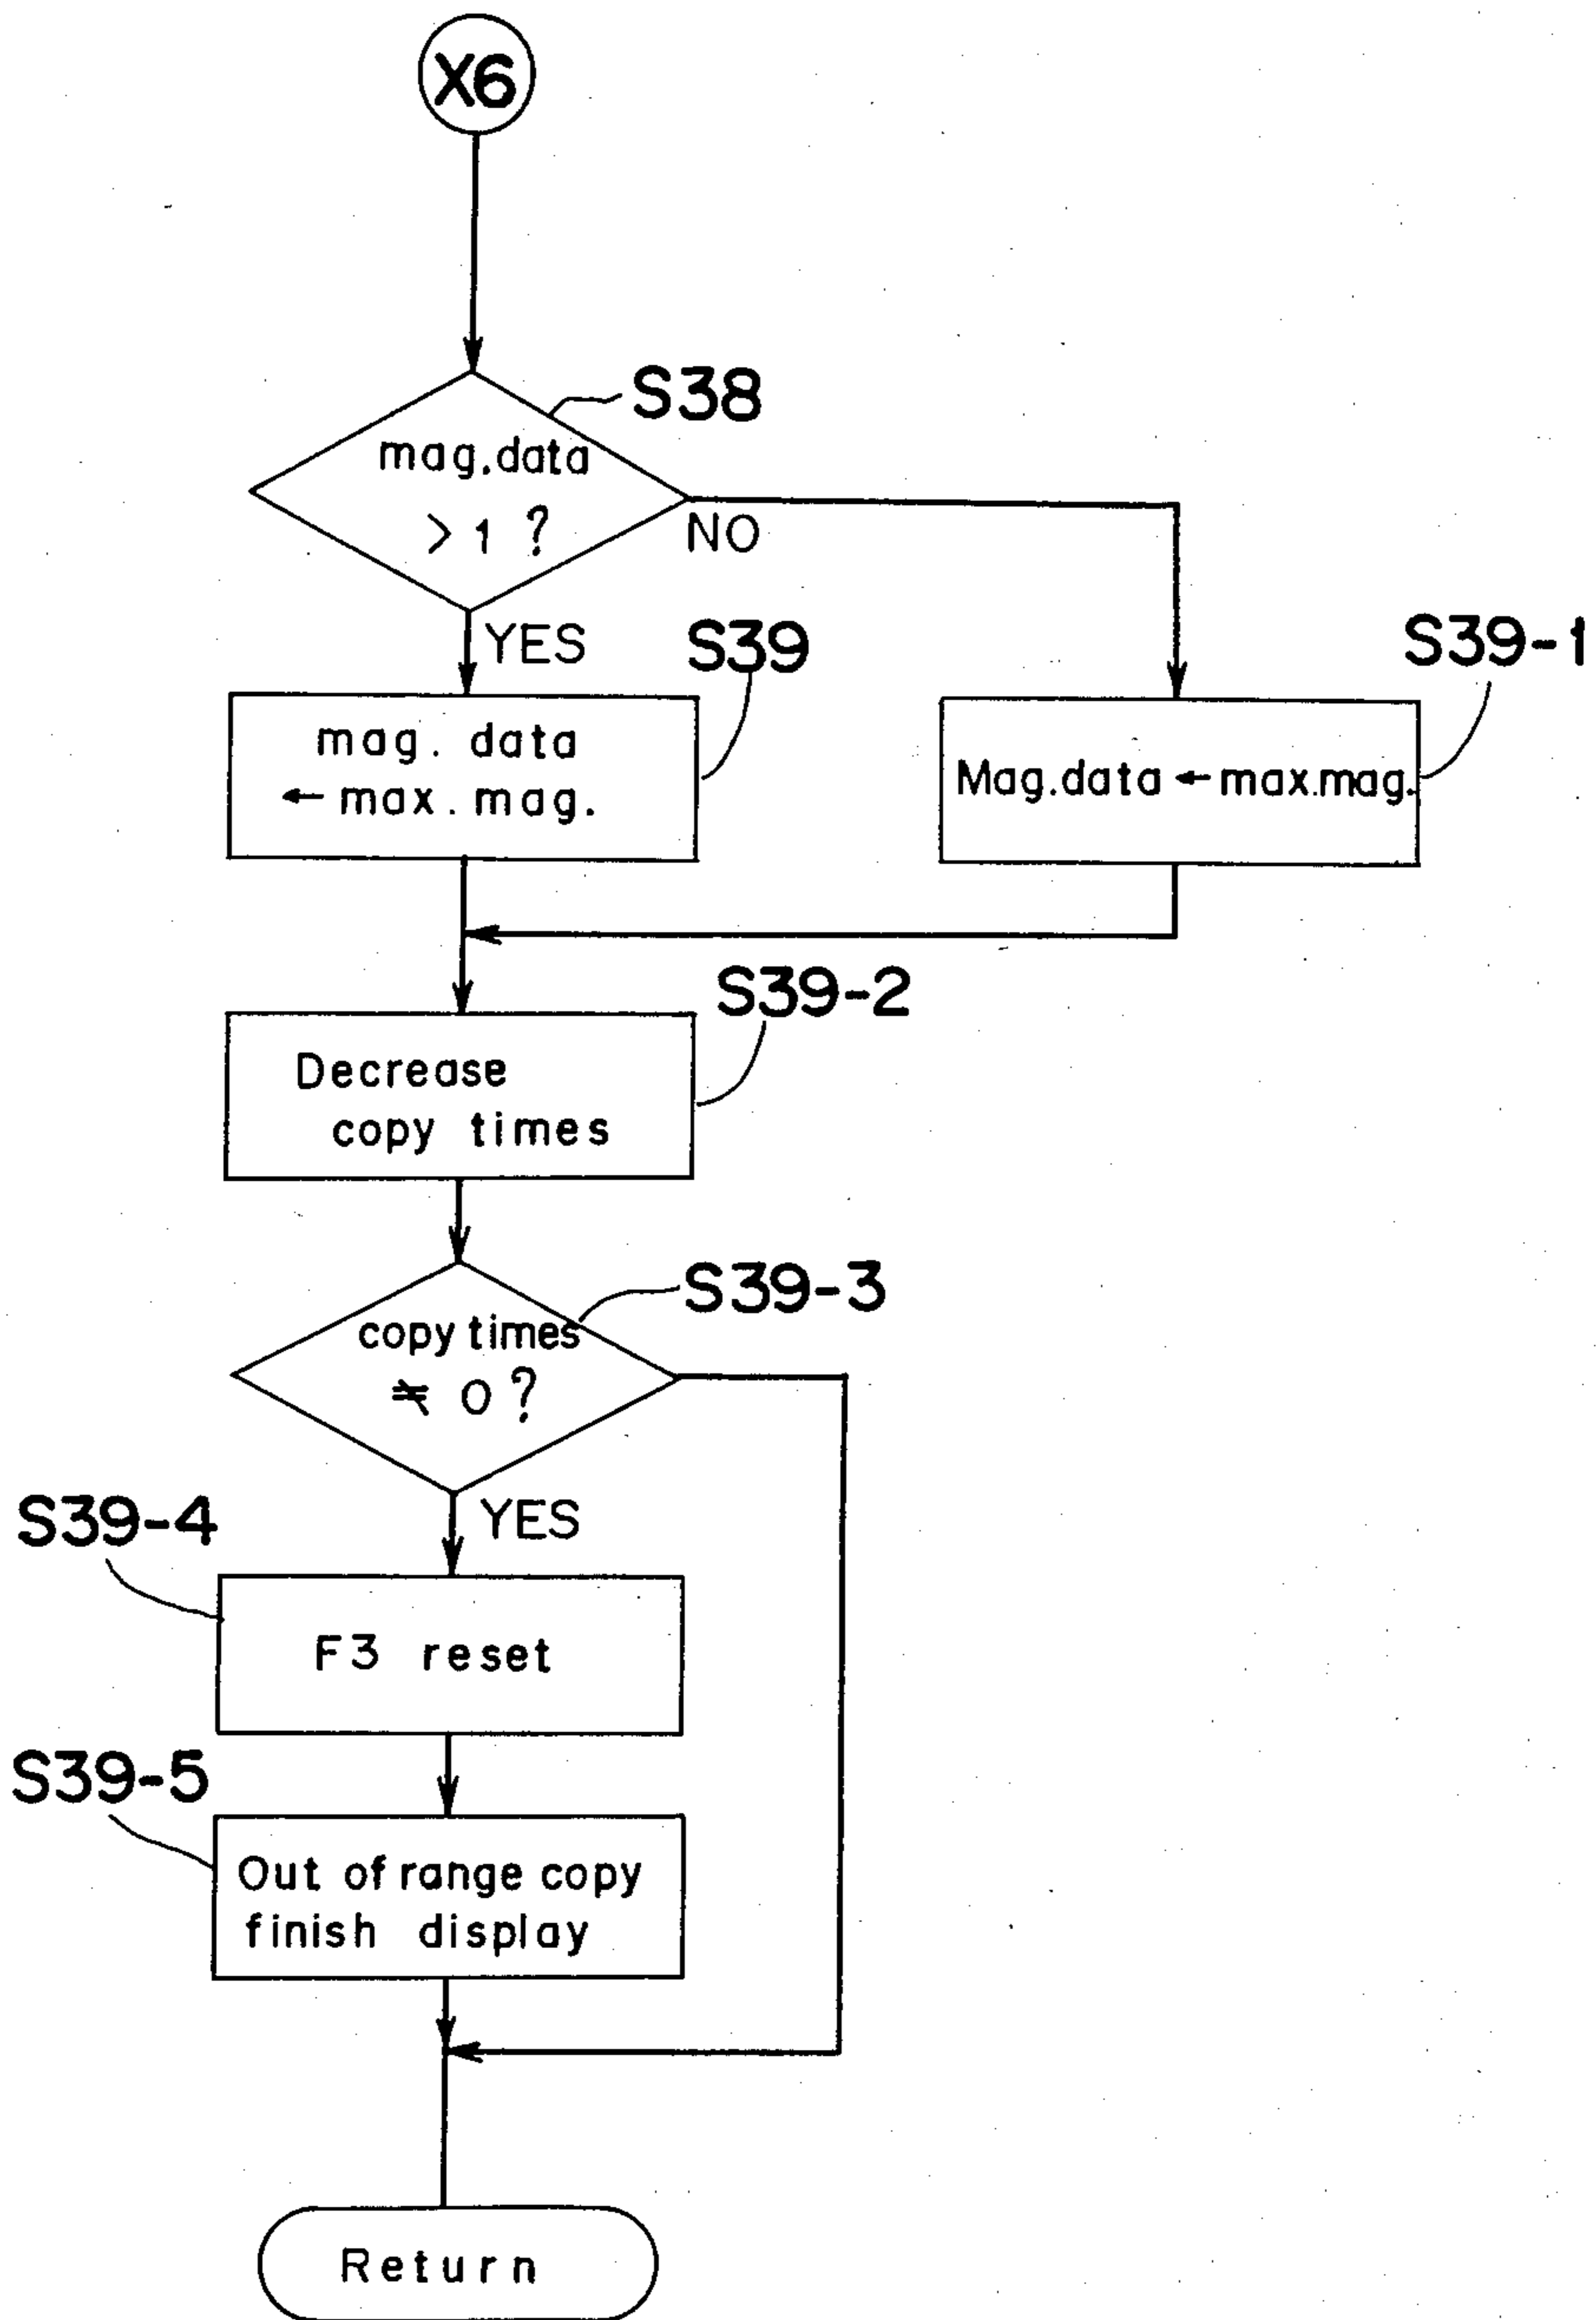 X6
S38
mag.data
> 1 ?
NO
YES
S39
S39-1
mag. data
← max. mag.
Mag.data ← max.mag.
S39-2
Decrease
copy times
S39-3
copy times
≠ 0 ?
YES
S39-4
F3 reset
S39-5
Out of range copy
finish display
Return